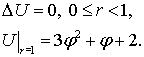 ΔU = 0, 0 ≤ r < 1,
U|_{r=1} = 3φ² + φ + 2.